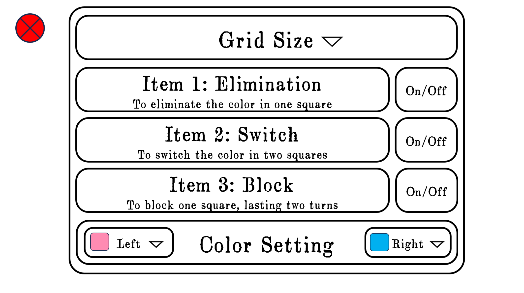 Grid Size
Item 1: Elimination
To eliminate the color in one square
On/Off
Item 2: Switch
To switch the color in two squares
On/Off
Item 3: Block
To block one square, lasting two turns
On/Off
Left
Color Setting
Right